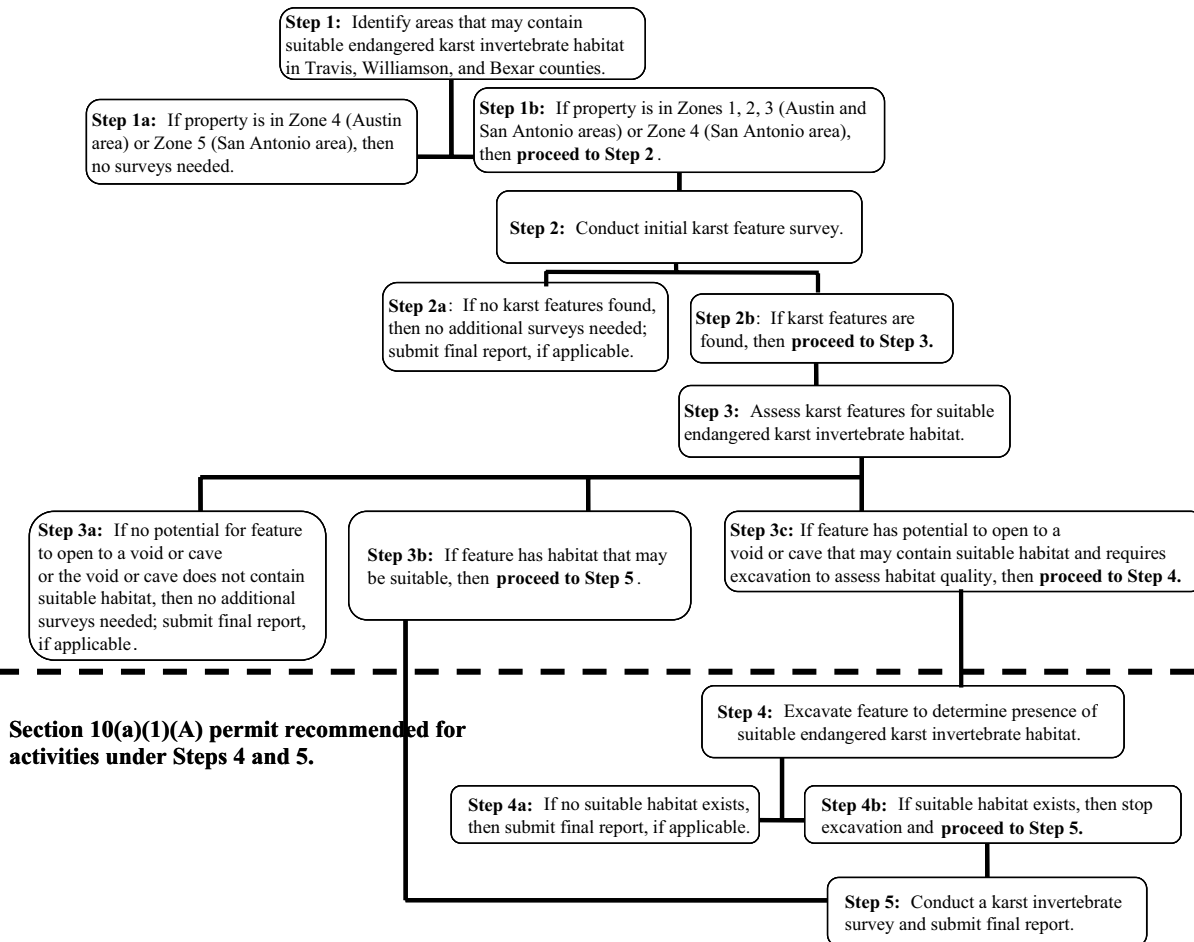 Step 1: Identify areas that may contain
suitable endangered karst invertebrate habitat
in Travis, Williamson, and Bexar counties.
Step 1a: If property is in Zone 4 (Austin
area) or Zone 5 (San Antonio area), then
no surveys needed.
Step 1b: If property is in Zones 1, 2, 3 (Austin and
San Antonio areas) or Zone 4 (San Antonio area),
then proceed to Step 2.
Step 2: Conduct initial karst feature survey.
Step 2a: If no karst features found,
then no additional surveys needed;
submit final report, if applicable.
Step 2b: If karst features are
found, then proceed to Step 3.
Step 3: Assess karst features for suitable
endangered karst invertebrate habitat.
Step 3a: If no potential for feature
to open to a void or cave
or the void or cave does not contain
suitable habitat, then no additional
surveys needed; submit final report,
if applicable.
Step 3b: If feature has habitat that may
be suitable, then proceed to Step 5.
Step 3c: If feature has potential to open to a
void or cave that may contain suitable habitat and requires
excavation to assess habitat quality, then proceed to Step 4.
Section 10(a)(1)(A) permit recommended for
activities under Steps 4 and 5.
Step 4: Excavate feature to determine presence of
suitable endangered karst invertebrate habitat.
Step 4a: If no suitable habitat exists,
then submit final report, if applicable.
Step 4b: If suitable habitat exists, then stop
excavation and proceed to Step 5.
Step 5: Conduct a karst invertebrate
survey and submit final report.